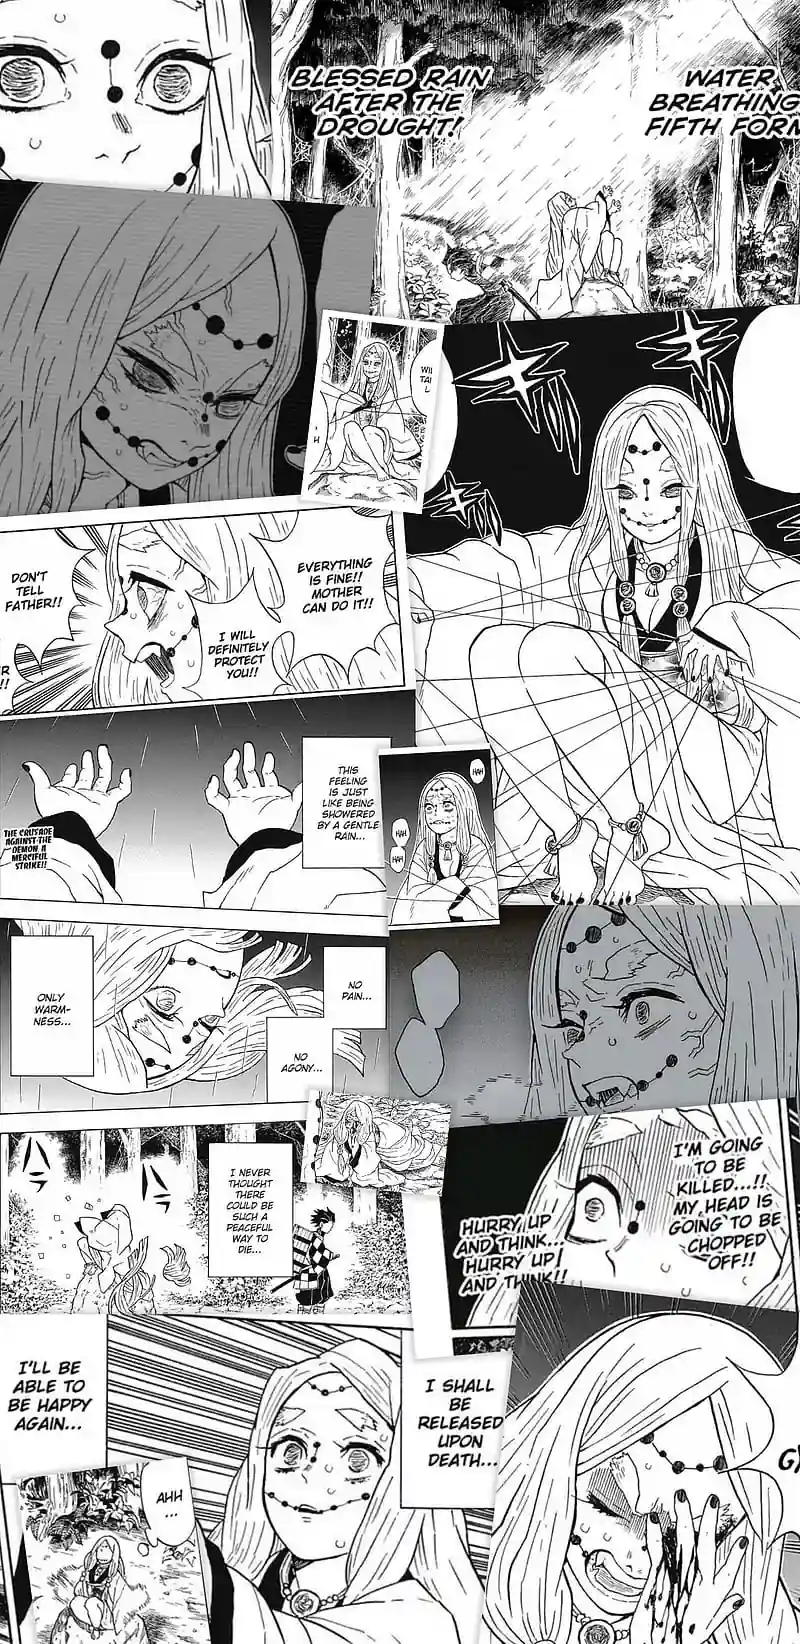 BLESSED RAIN
AFTER THE
DROUGHT!
WATER
BREATHING
FIFTH FORM
DON'T
TELL
FATHER!!
EVERYTHING
IS FINE!!
MOTHER
CAN DO IT!!
I WILL
DEFINITELY
PROTECT
YOU!!
THIS
FEELING
IS JUST
LIKE BEING
SHOWERED
BY A GENTLE
RAIN...
THE CRUSADE
AGAINST THE
DEMON, A
MERCIFUL
STRIKE!!
HAH
HAH
HAH
ONLY
WARM-
NESS...
NO
PAIN...
NO
AGONY...
I NEVER
THOUGHT
THERE
COULD BE
SUCH A
PEACEFUL
WAY TO
DIE...
I'M GOING
TO BE
KILLED...!!
MY HEAD IS
GOING TO BE
CHOPPED
OFF!!
HURRY UP
AND THINK...
HURRY UP
AND THINK!!
I'LL BE
ABLE TO
BE HAPPY
AGAIN...
I SHALL
BE
RELEASED
UPON
DEATH...
AHH
...